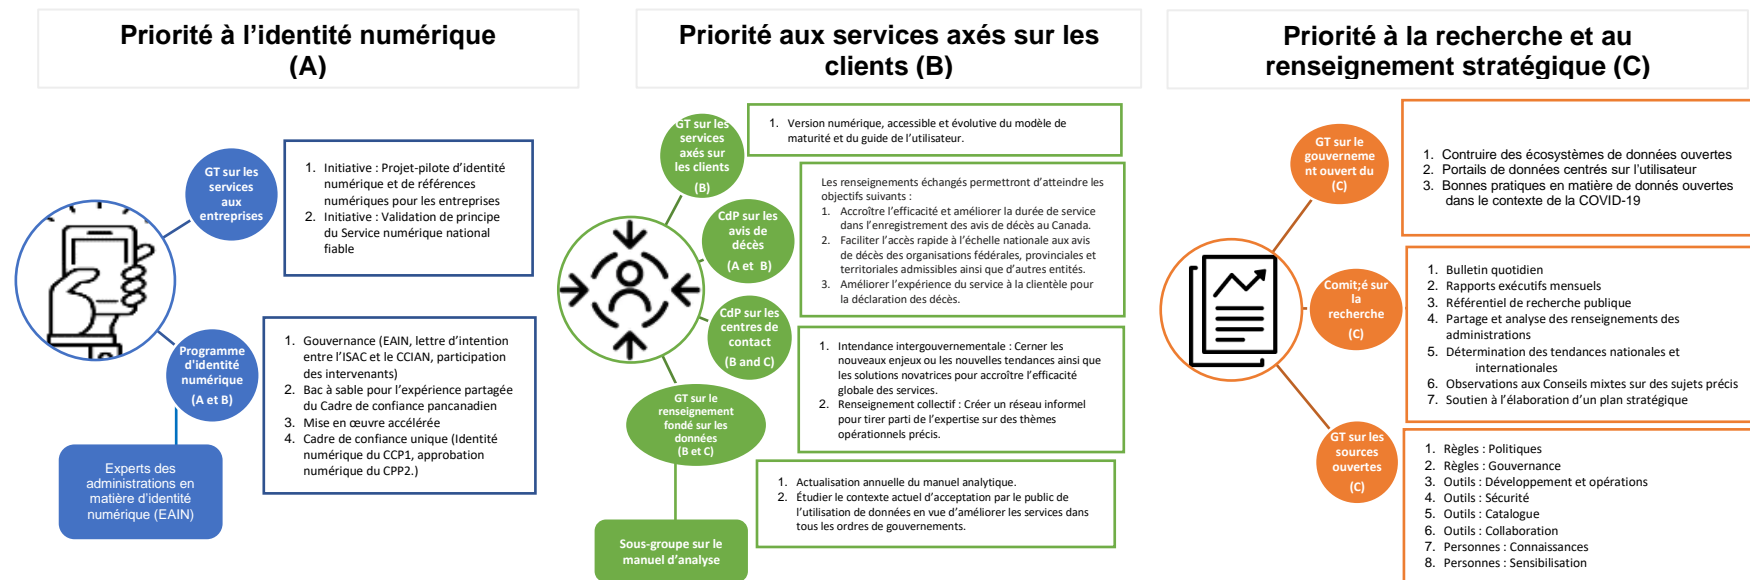 Priorité à l'identité numérique
(A)
GT sur les
services
aux
entreprises
1. Initiative : Projet-pilote d'identité
numérique et de références
numériques pour les entreprises
2. Initiative : Validation de principe
du Service numérique national
fiable
Programme
d'identité
numérique
(A et B)
1. Gouvernance (EAIN, lettre d'intention
entre l'ISAC et le CCIAN, participation
des intervenants)
2. Bac à sable pour l'expérience partagée
du Cadre de confiance pancanadien
3. Mise en œuvre accélérée
4. Cadre de confiance unique (Identité
numérique du CCP1, approbation
numérique du CPP2.)
Experts des
administrations en
matière d'identité
numérique (EAIN)
Priorité aux services axés sur les
clients (B)
GT sur les
services
axés sur
les clients
(B)
1. Version numérique, accessible et évolutive du modèle de
maturité et du guide de l'utilisateur.
CdP sur les
avis de
décès
(A et B)
Les renseignements échangés permettront d'atteindre les
objectifs suivants :
1. Accroître l'efficacité et améliorer la durée de service
dans l'enregistrement des avis de décès au Canada.
2. Faciliter l'accès rapide à l'échelle nationale aux avis
de décès des organisations fédérales, provinciales et
territoriales admissibles ainsi que d'autres entités.
3. Améliorer l'expérience du service à la clientèle pour
la déclaration des décès.
CdP sur les
centres de
contact
(B and C)
1. Intendance intergouvernementale : Cerner les
nouveaux enjeux ou les nouvelles tendances ainsi que
les solutions novatrices pour accroître l'efficacité
globale des services.
2. Renseignement collectif : Créer un réseau informel
pour tirer parti de l'expertise sur des thèmes
opérationnels précis.
GT sur le
renseignement
fondé sur les
données
(B et C)
1. Actualisation annuelle du manuel analytique.
2. Étudier le contexte actuel d'acceptation par le public de
l'utilisation de données en vue d'améliorer les services dans
tous les ordres de gouvernements.
Sous-groupe sur le
manuel d'analyse
Priorité à la recherche et au
renseignement stratégique (C)
GT sur le
gouverneme
nt ouvert du
(C)
1. Contruire des écosystèmes de données ouvertes
2. Portails de données centrés sur l'utilisateur
3. Bonnes pratiques en matière de donnés ouvertes
dans le contexte de la COVID-19
Comit;é sur
la
recherche
(C)
1. Bulletin quotidien
2. Rapports exécutifs mensuels
3. Référentiel de recherche publique
4. Partage et analyse des renseignements des
administrations
5. Détermination des tendances nationales et
internationales
6. Observations aux Conseils mixtes sur des sujets précis
7. Soutien à l'élaboration d'un plan stratégique
GT sur les
sources
ouvertes
(C)
1. Règles : Politiques
2. Règles : Gouvernance
3. Outils : Développement et opérations
4. Outils : Sécurité
5. Outils : Catalogue
6. Outils : Collaboration
7. Personnes : Connaissances
8. Personnes : Sensibilisation